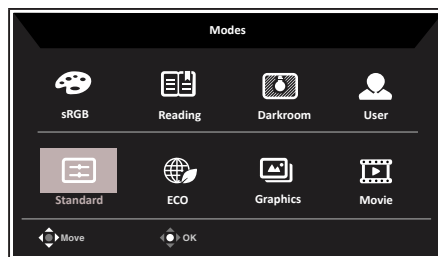 Modes
sRGB Reading Darkroom User
Standard ECO Graphics Movie
Move OK